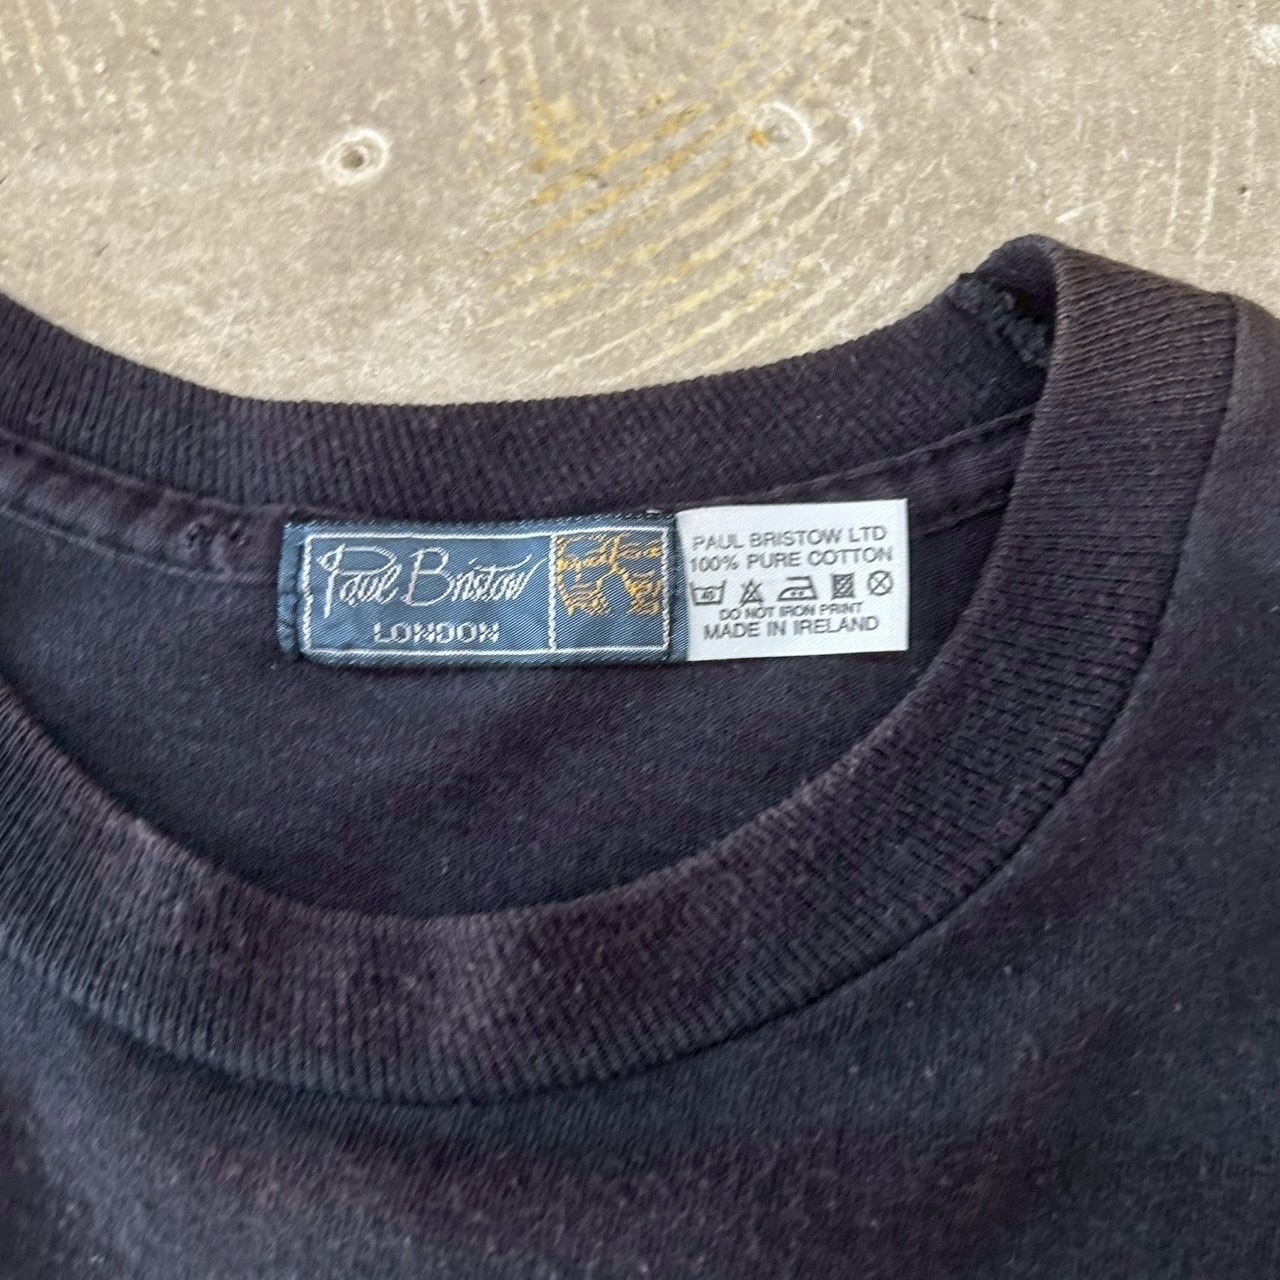 Paul Bristow
LONDON
PAUL BRISTOW LTD
100% PURE COTTON
40
DO NOT IRON PRINT
MADE IN IRELAND